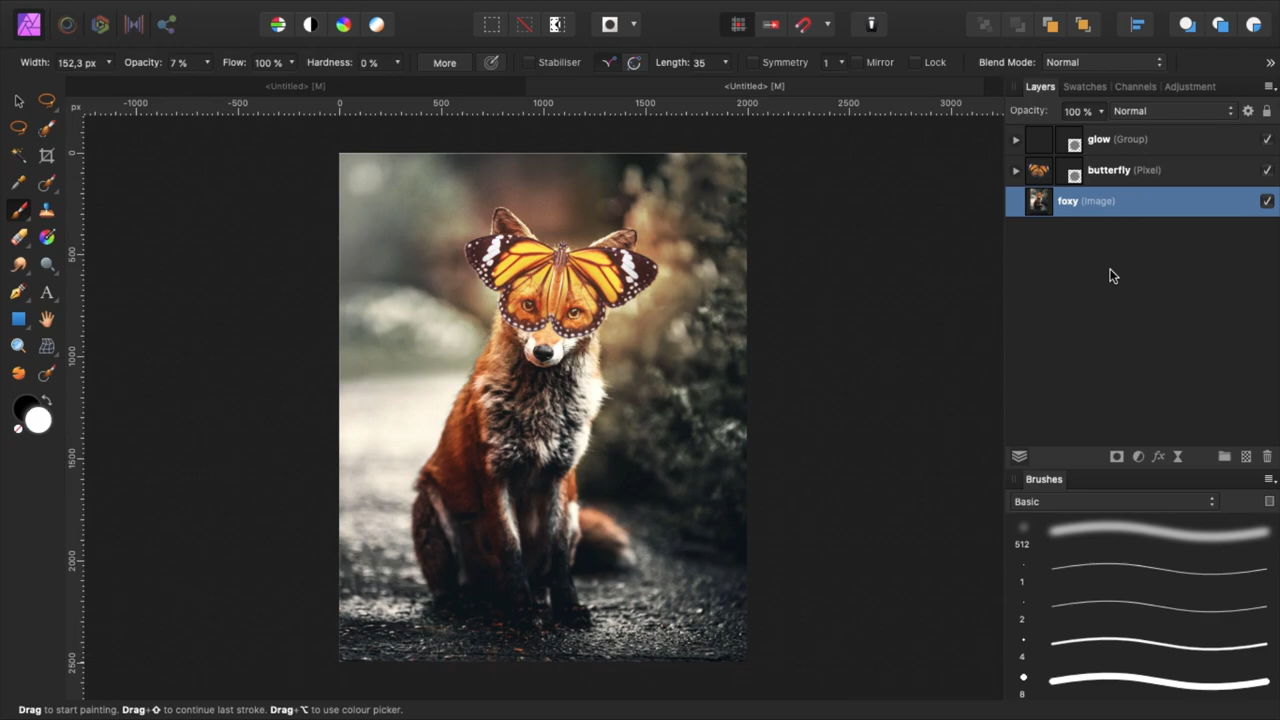 Width: 152,3 px Opacity: 7 % Flow: 100 % Hardness: 0 % More Stabiliser Length: 35 Symmetry 1 Mirror Lock Blend Mode: Normal »
<Untitled> [M] <Untitled> [M]
Layers Swatches Channels Adjustment
px -1000 -500 0 500 1000 1500 2000 2500 3000
Opacity: 100 % Normal
glow (Group)
butterfly (Pixel)
foxy (Image)
0
500
1000
1500
2000
2500
A
Brushes
Basic
512
1
2
4
8
Drag to start painting. Drag+⇧ to continue last stroke. Drag+⌥ to use colour picker.